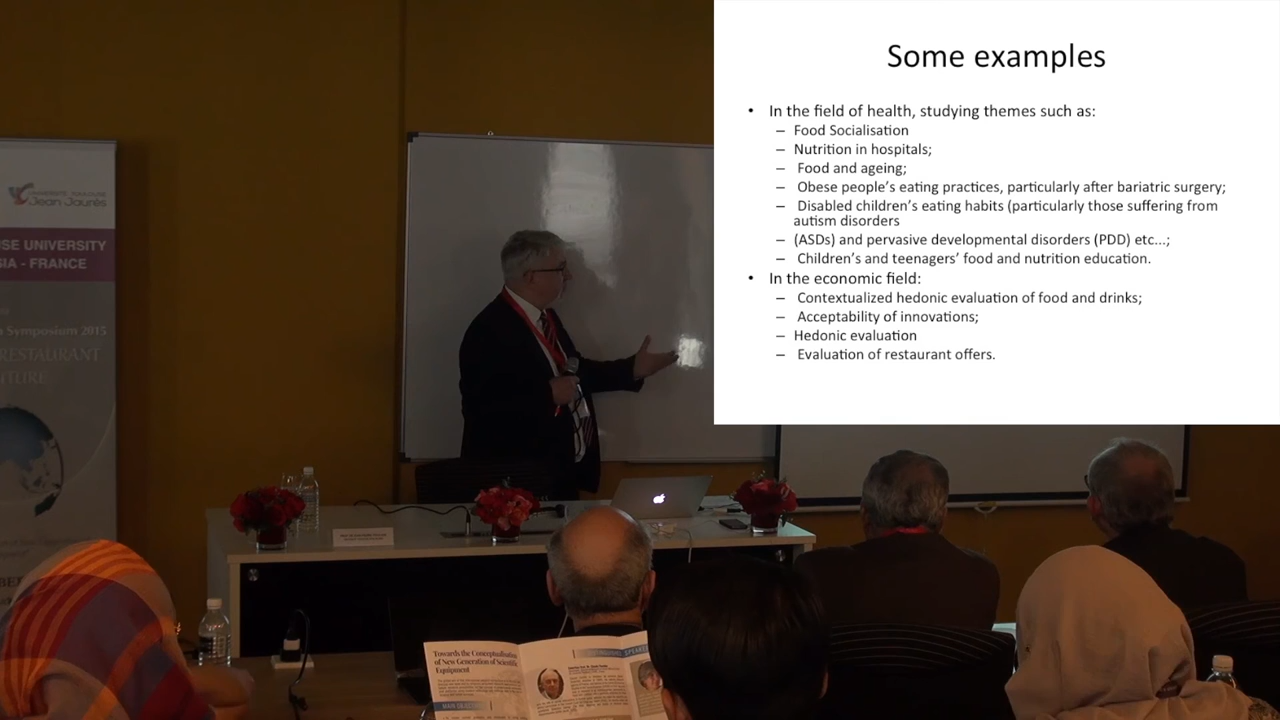 Some examples
• In the field of health, studying themes such as:
– Food Socialisation
– Nutrition in hospitals;
– Food and ageing;
– Obese people's eating practices, particularly after bariatric surgery;
– Disabled children's eating habits (particularly those suffering from
autism disorders
– (ASDs) and pervasive developmental disorders (PDD) etc...;
– Children's and teenagers' food and nutrition education.
• In the economic field:
– Contextualized hedonic evaluation of food and drinks;
– Acceptability of innovations;
– Hedonic evaluation
– Evaluation of restaurant offers.
Jean Jaurès
SE UNIVERSITY
SIA - FRANCE
Symposium 2015
RESTAURANT
Towards the Conceptualisation
of New Generation of Scientific
Equipment
MAIN